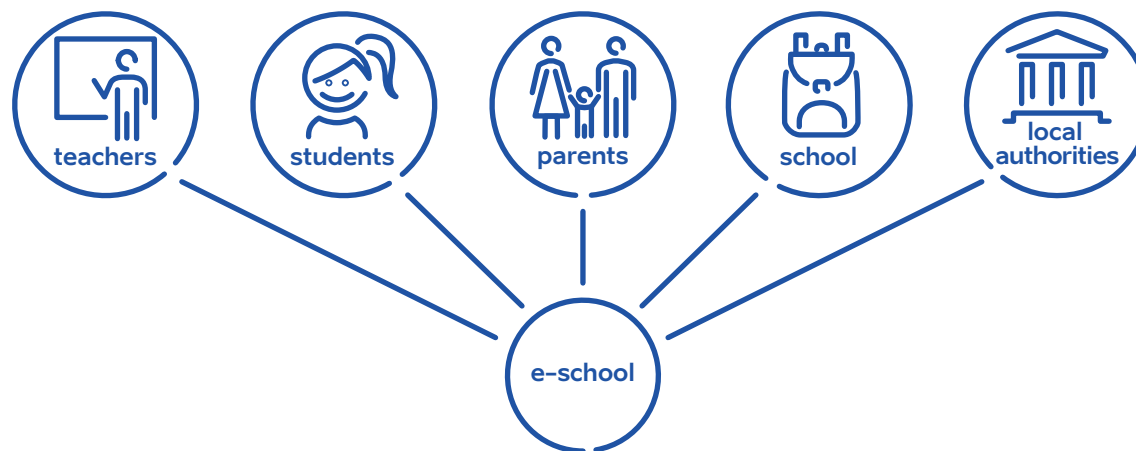 teachers
students
parents
school
local
authorities
e-school